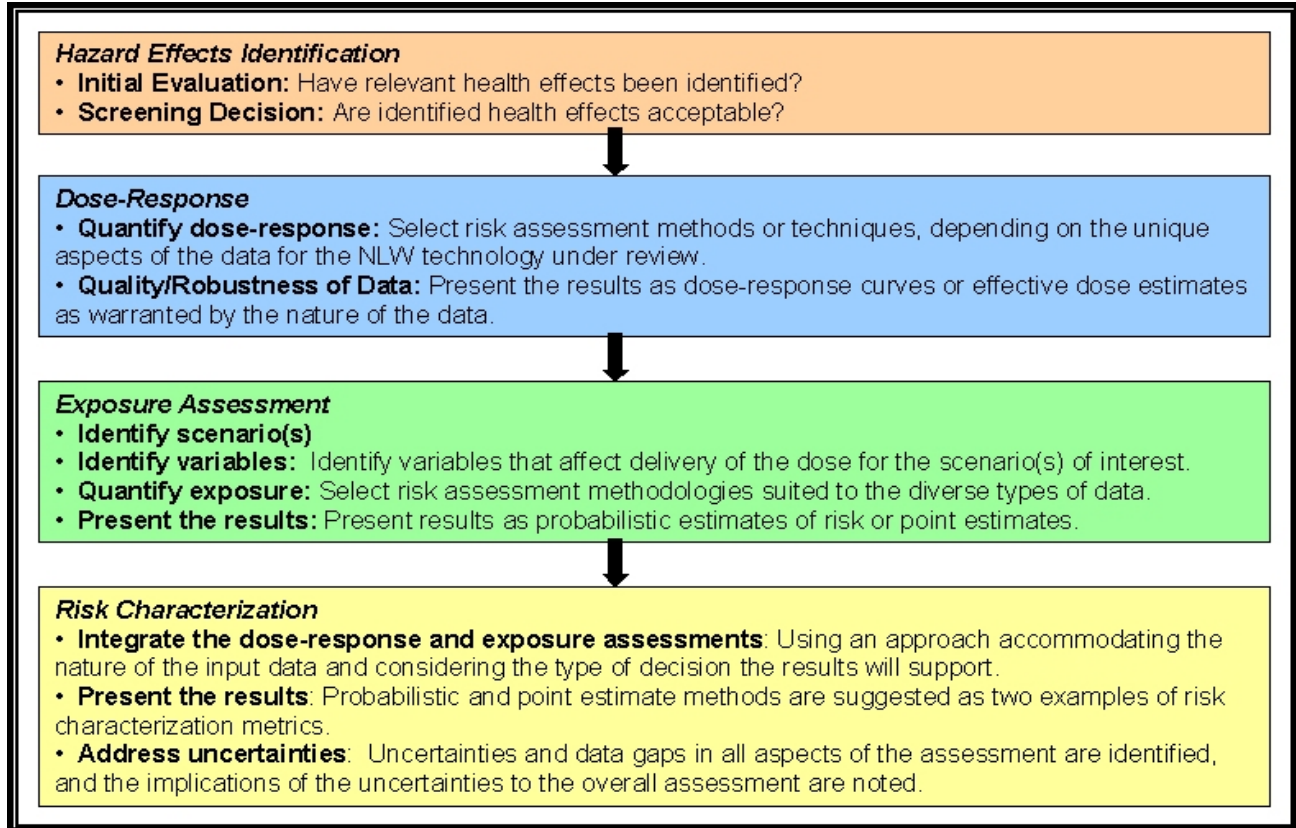 Hazard Effects Identification
• Initial Evaluation: Have relevant health effects been identified?
• Screening Decision: Are identified health effects acceptable?
Dose-Response
• Quantify dose-response: Select risk assessment methods or techniques, depending on the unique
aspects of the data for the NLW technology under review.
• Quality/Robustness of Data: Present the results as dose-response curves or effective dose estimates
as warranted by the nature of the data.
Exposure Assessment
• Identify scenario(s)
• Identify variables: Identify variables that affect delivery of the dose for the scenario(s) of interest.
• Quantify exposure: Select risk assessment methodologies suited to the diverse types of data.
• Present the results: Present results as probabilistic estimates of risk or point estimates.
Risk Characterization
• Integrate the dose-response and exposure assessments: Using an approach accommodating the
nature of the input data and considering the type of decision the results will support.
• Present the results: Probabilistic and point estimate methods are suggested as two examples of risk
characterization metrics.
• Address uncertainties: Uncertainties and data gaps in all aspects of the assessment are identified,
and the implications of the uncertainties to the overall assessment are noted.